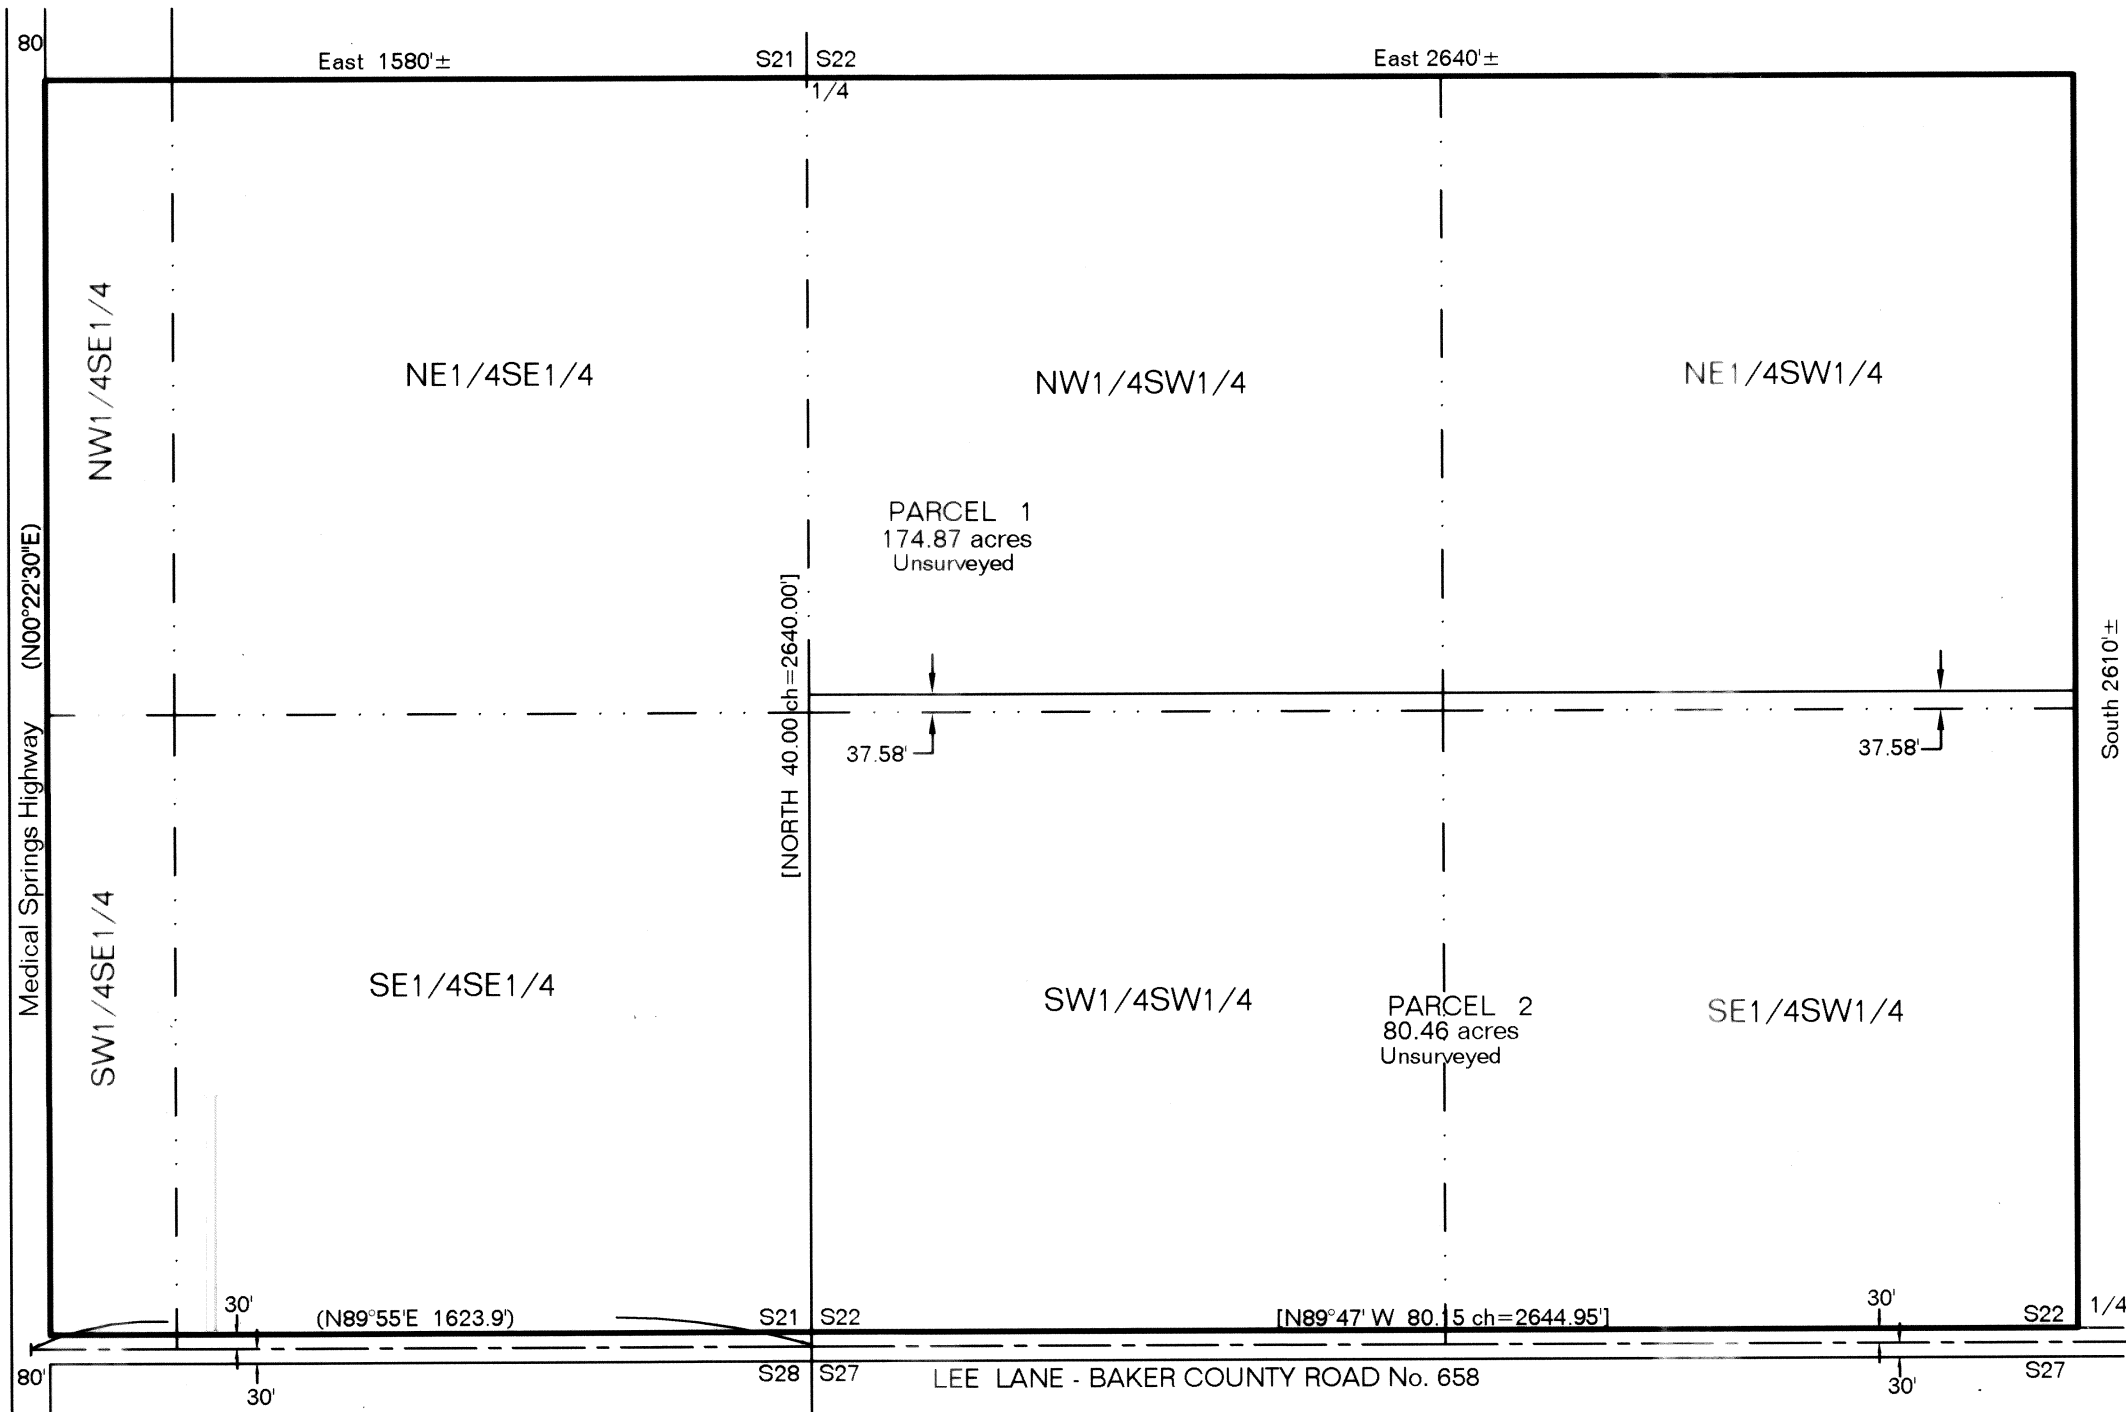 80
East 1580'±
S21
S22
East 2640'±
1/4
NW1/4SE1/4
NE1/4SE1/4
NW1/4SW1/4
NE1/4SW1/4
PARCEL 1
174.87 acres
Unsurveyed
(N00°22'30"E)
[NORTH 40.00 ch=2640.00']
South 2610'±
37.58'
37.58'
Medical Springs Highway
SW1/4SE1/4
SE1/4SE1/4
SW1/4SW1/4
PARCEL 2
80.46 acres
Unsurveyed
SE1/4SW1/4
30'
(N89°55'E 1623.9')
S21
S22
[N89°47' W 80.15 ch=2644.95']
30'
S22
1/4
80'
30'
S28
S27
LEE LANE - BAKER COUNTY ROAD No. 658
30'
S27